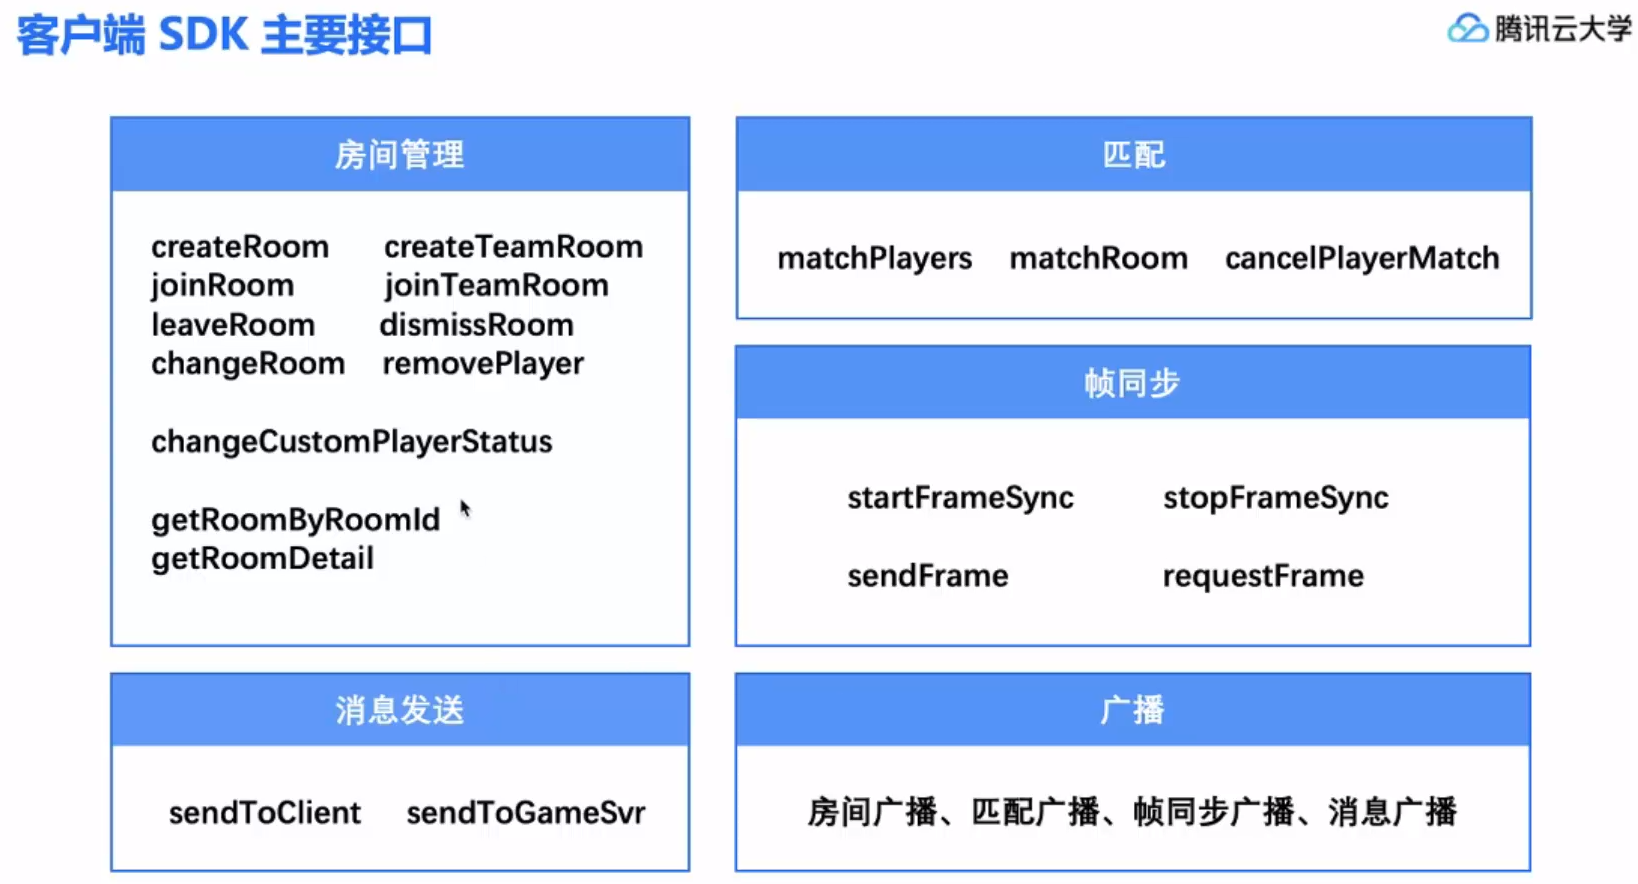 客户端 SDK 主要接口
腾讯云大学
房间管理
createRoom createTeamRoom
joinRoom joinTeamRoom
leaveRoom dismissRoom
changeRoom removePlayer
changeCustomPlayerStatus
getRoomByRoomId
getRoomDetail
匹配
matchPlayers matchRoom cancelPlayerMatch
帧同步
startFrameSync stopFrameSync
sendFrame requestFrame
消息发送
sendToClient sendToGameSvr
广播
房间广播、匹配广播、帧同步广播、消息广播